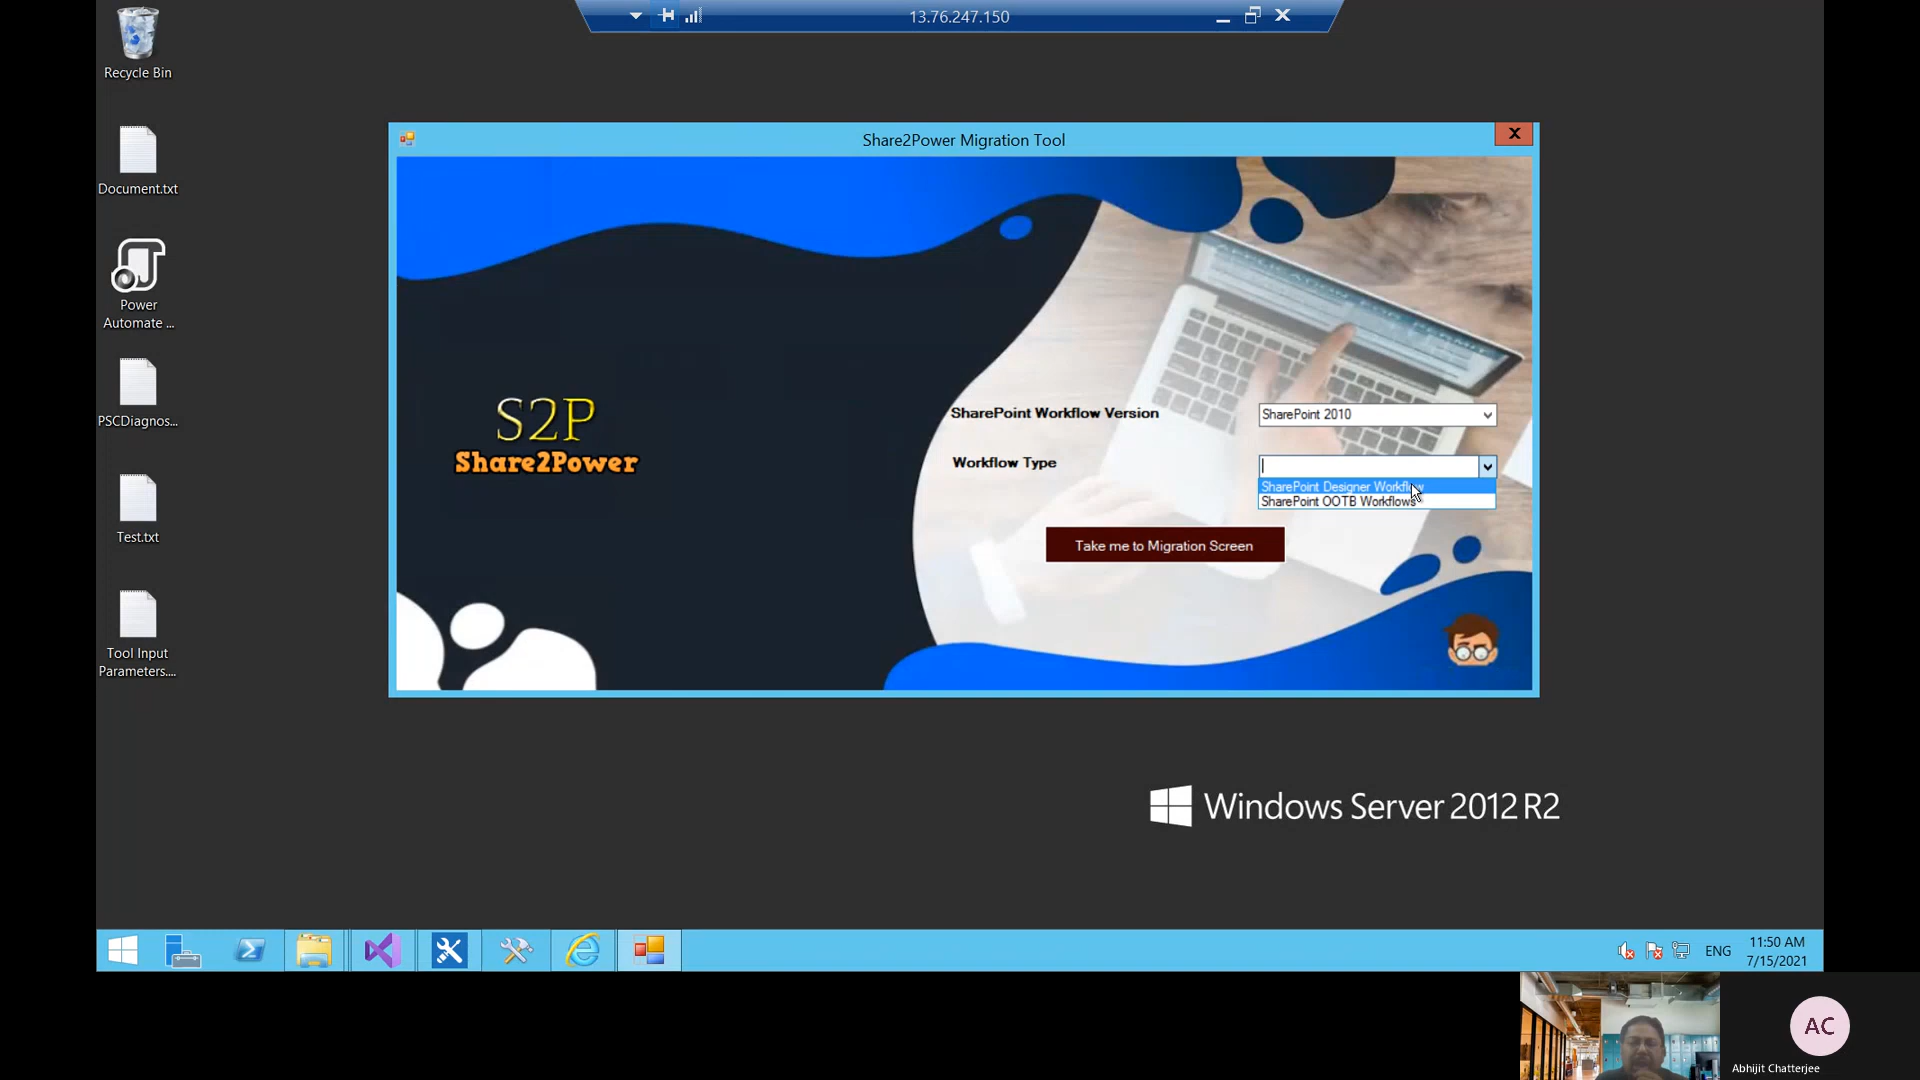 13.76.247.150
Recycle Bin
Document.txt
Power
Automate ...
PSCDiagnos...
Test.txt
Tool Input
Parameters....
Share2Power Migration Tool
X
S2P
Share2Power
SharePoint Workflow Version
SharePoint 2010
Workflow Type
SharePoint Designer Workflow
SharePoint OOTB Workflows
Take me to Migration Screen
Windows Server 2012 R2
ENG
11:50 AM
7/15/2021
AC
Abhijit Chatterjee